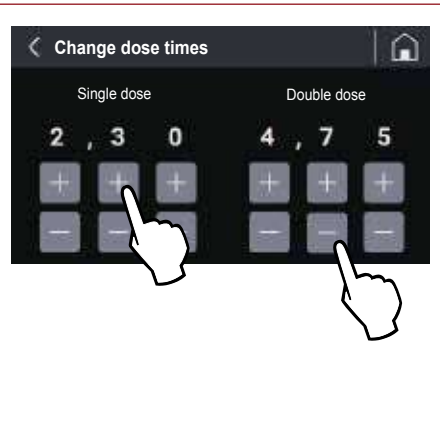 Change dose times
Single dose Double dose
2 , 3 0 4 , 7 5
+ + + + + +
− − − − −